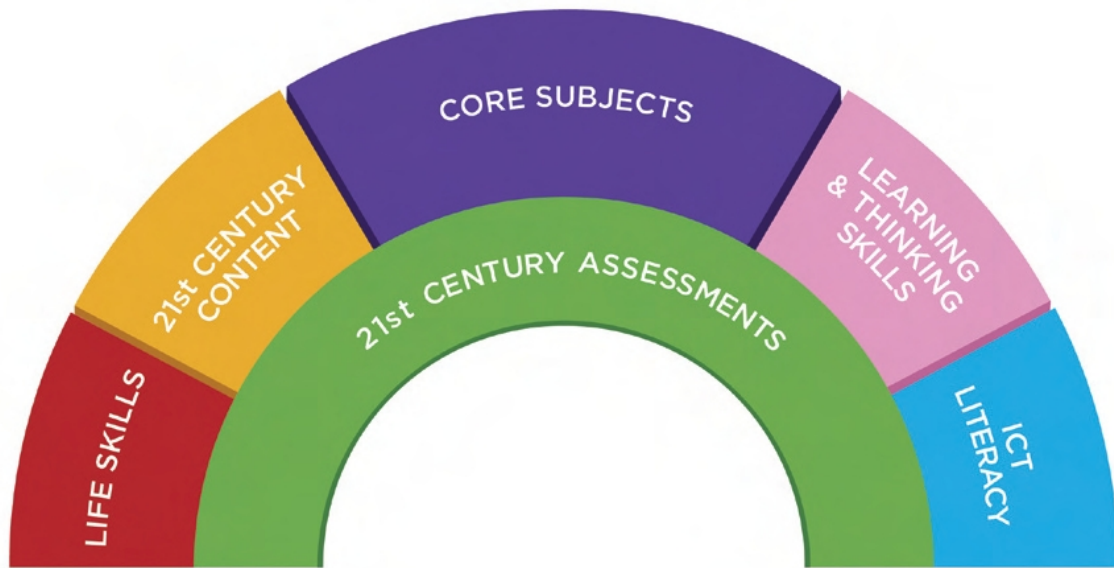 CORE SUBJECTS
21st CENTURY
CONTENT
LEARNING
& THINKING
SKILLS
LIFE SKILLS
21st CENTURY ASSESSMENTS
ICT
LITERACY